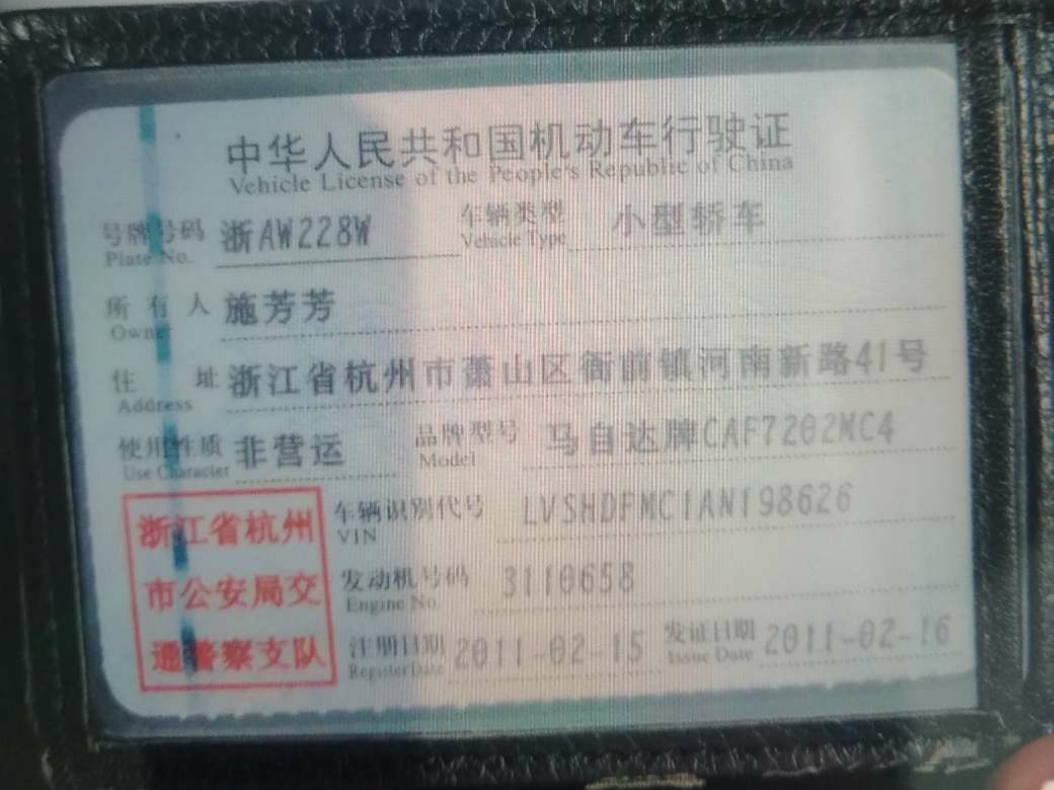 中华人民共和国机动车行驶证
Vehicle License of the People's Republic of China
号牌号码 浙AW228W 车辆类型 小型轿车
Plate No. Vehicle Type
所有人 施芳芳
Owner
住址 浙江省杭州市萧山区衙前镇河南新路41号
Address
使用性质 非营运 品牌型号 马自达牌CAF7202MC4
Use Character Model
浙江省杭州
市公安局交
通警察支队
车辆识别代号 LVSHDFMC1AN198626
VIN
发动机号码 3110658
Engine No.
注册日期 2011-02-15 发证日期 2011-02-16
Register Date Issue Date